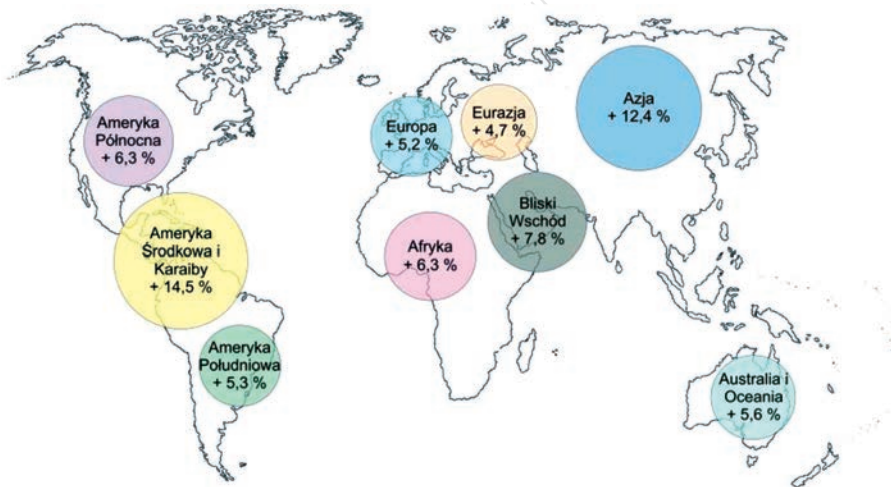 Ameryka
Północna
+ 6,3 %
Europa
+ 5,2 %
Eurazja
+ 4,7 %
Azja
+ 12,4 %
Ameryka
Środkowa i
Karaiby
+ 14,5 %
Afryka
+ 6,3 %
Bliski
Wschód
+ 7,8 %
Ameryka
Południowa
+ 5,3 %
Australia i
Oceania
+ 5,6 %